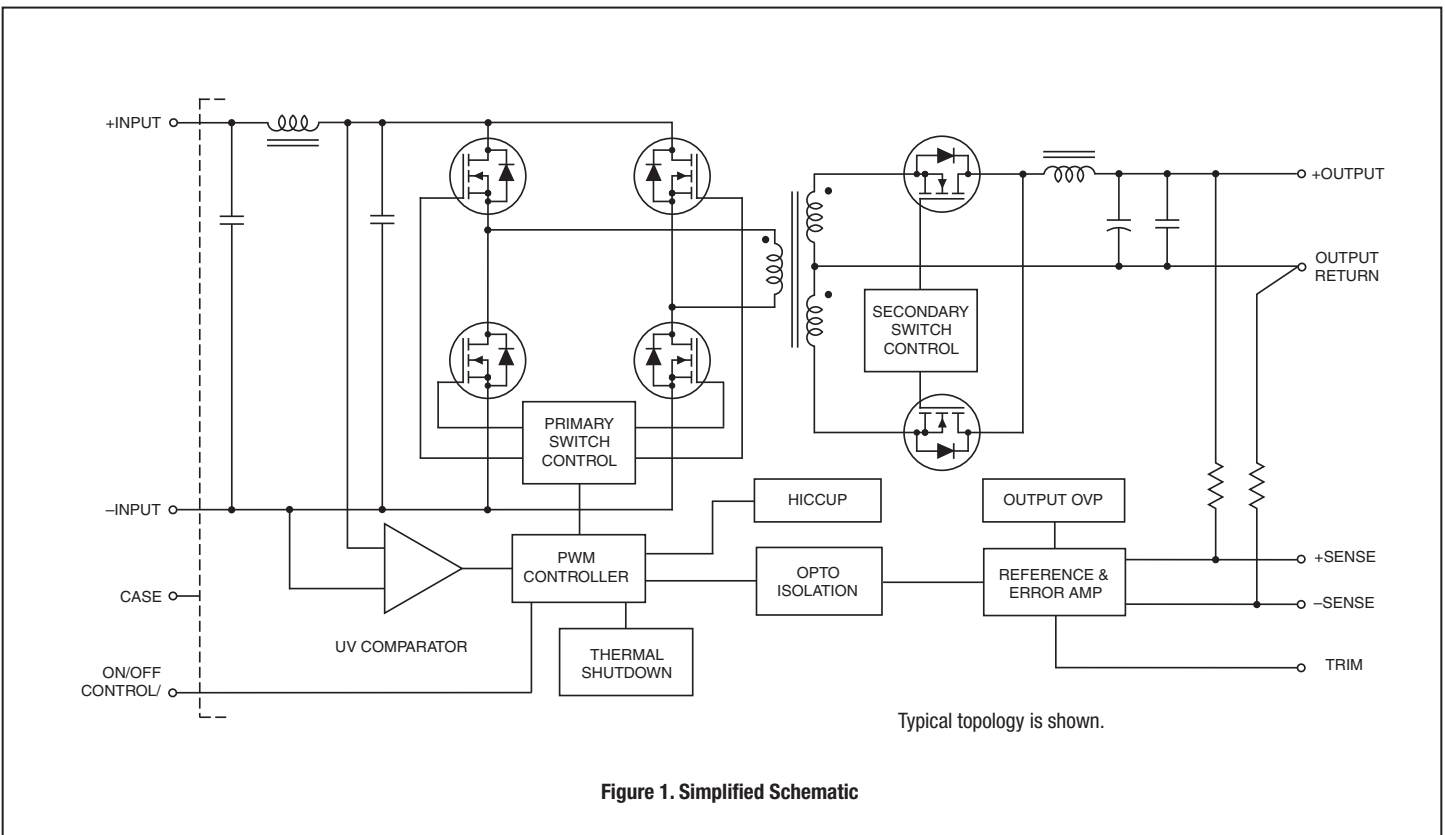 +INPUT
+OUTPUT
OUTPUT
RETURN
SECONDARY
SWITCH
CONTROL
PRIMARY
SWITCH
CONTROL
–INPUT
HICCUP
OUTPUT OVP
PWM
CONTROLLER
OPTO
ISOLATION
REFERENCE &
ERROR AMP
+SENSE
–SENSE
CASE
UV COMPARATOR
THERMAL
SHUTDOWN
ON/OFF
CONTROL/
TRIM
Typical topology is shown.
Figure 1. Simplified Schematic